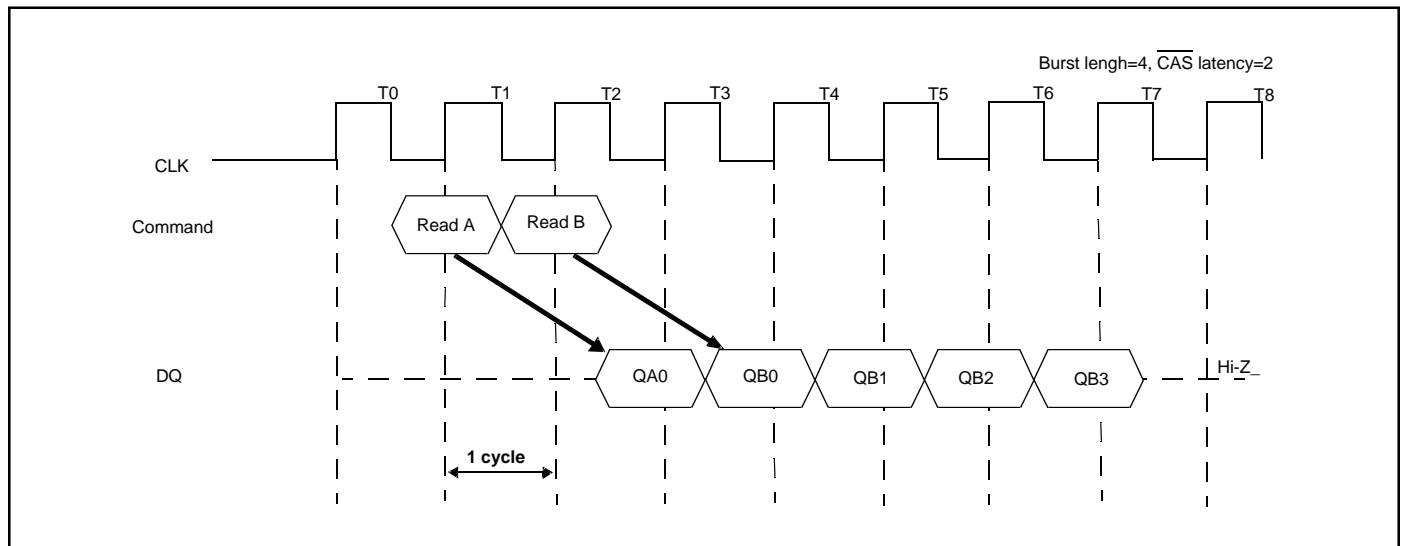 Burst lengh=4, CAS latency=2
T0 T1 T2 T3 T4 T5 T6 T7 T8
CLK
Read A Read B
Command
QA0 QB0 QB1 QB2 QB3
DQ
Hi-Z_
1 cycle